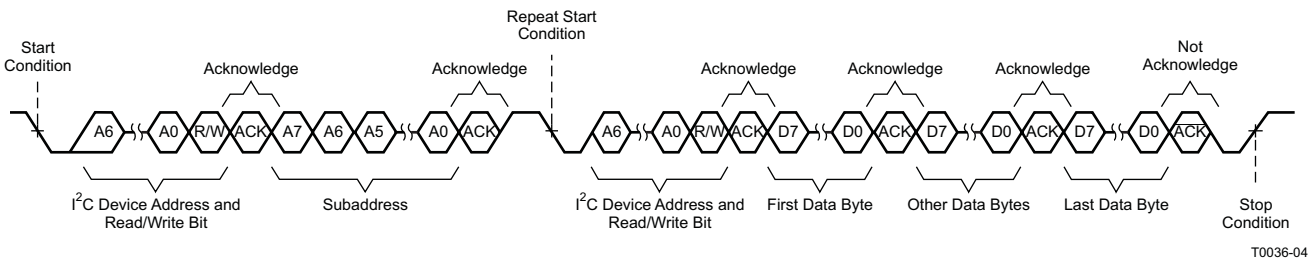 Repeat Start
Condition
Start
Condition
Not
Acknowledge
Acknowledge
Acknowledge
Acknowledge
Acknowledge
Acknowledge
A6 A0 R/W ACK A7 A6 A5 A0 ACK A6 A0 R/W ACK D7 D0 ACK D7 D0 ACK D7 D0 A̅C̅K̅
I²C Device Address and
Read/Write Bit
Subaddress
I²C Device Address and
Read/Write Bit
First Data Byte
Other Data Bytes
Last Data Byte
Stop
Condition
T0036-04